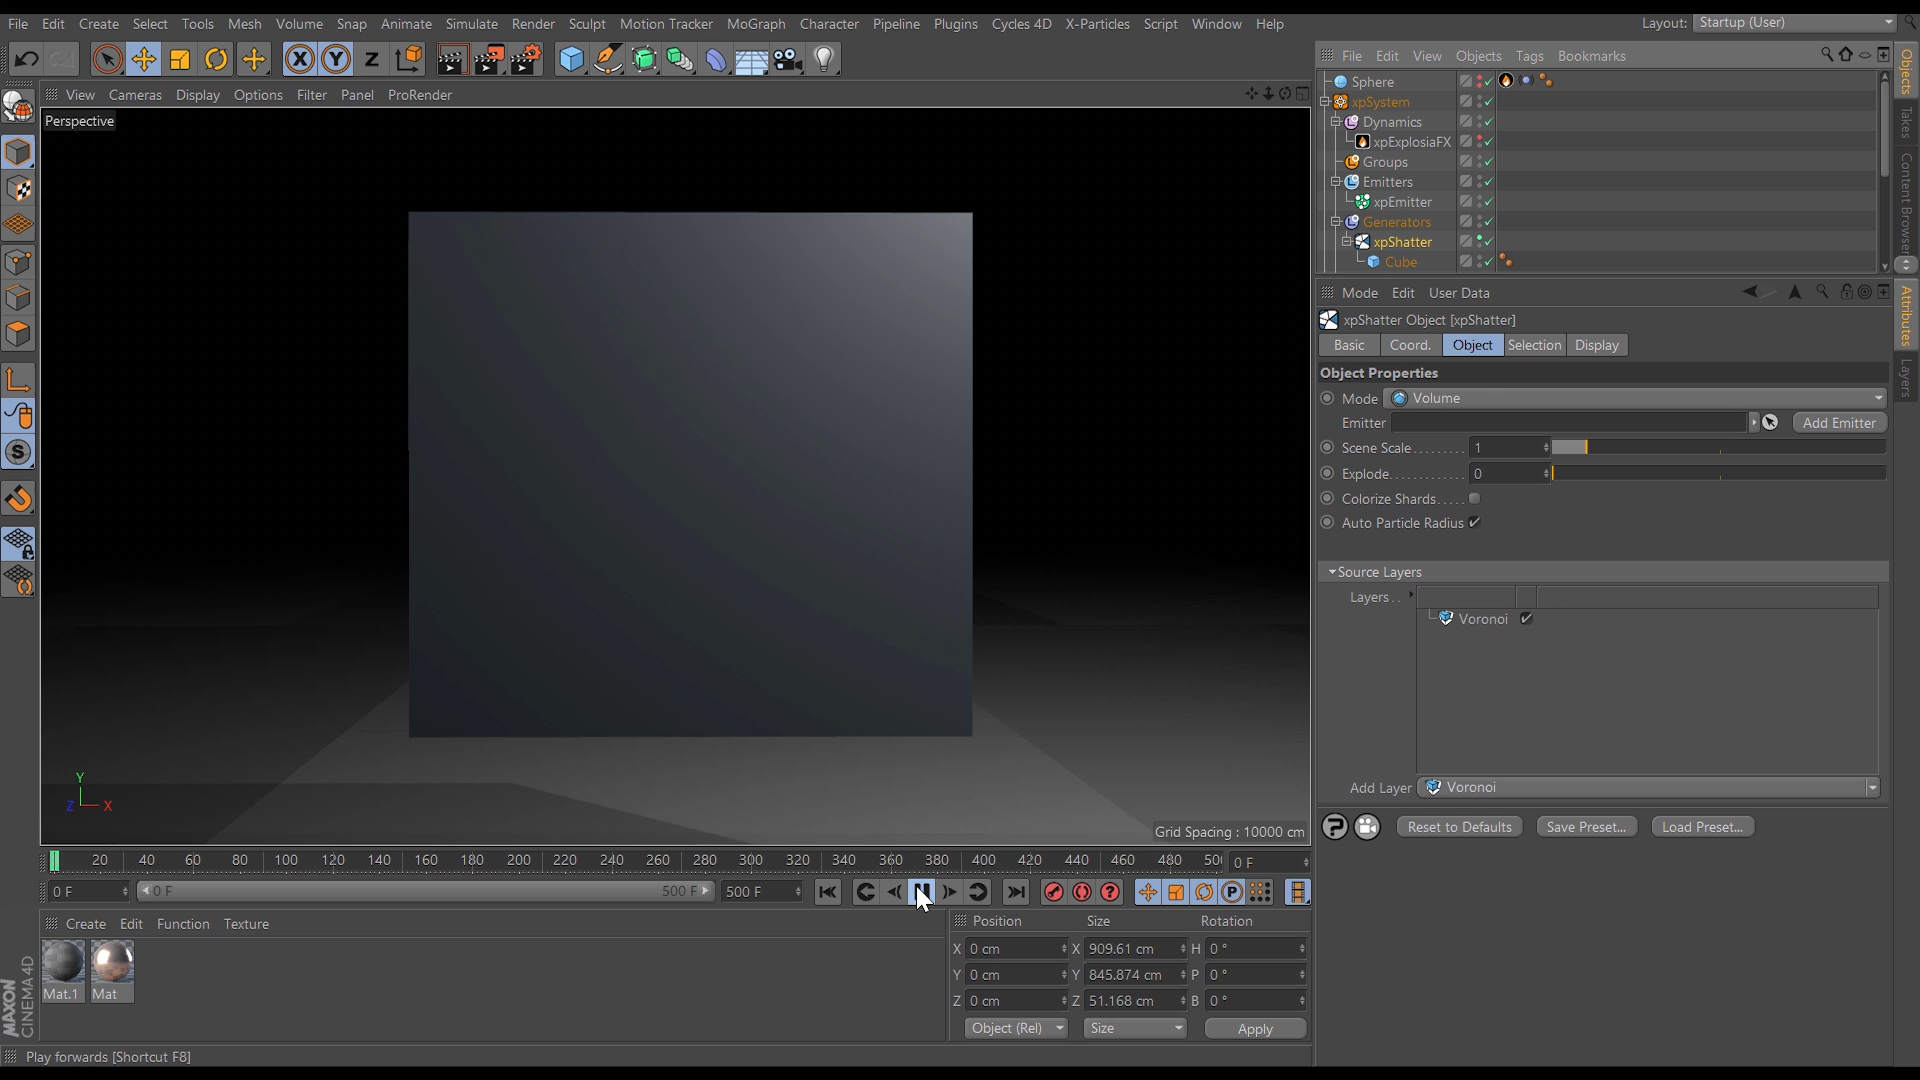 File Edit Create Select Tools Mesh Volume Snap Animate Simulate Render Sculpt Motion Tracker MoGraph Character Pipeline Plugins Cycles 4D X-Particles Script Window Help
Layout: Startup (User)
File Edit View Objects Tags Bookmarks
View Cameras Display Options Filter Panel ProRender
Perspective
Sphere
xpSystem
Dynamics
xpExplosiaFX
Groups
Emitters
xpEmitter
Generators
xpShatter
Cube
Objects
Takes
Content Browser
Attributes
Layers
Mode Edit User Data
xpShatter Object [xpShatter]
Basic Coord. Object Selection Display
Object Properties
Mode Volume
Emitter Add Emitter
Scene Scale......... 1
Explode............. 0
Colorize Shards.....
Auto Particle Radius
Source Layers
Layers..
Voronoi
Add Layer Voronoi
Reset to Defaults Save Preset... Load Preset...
Y
Z X
Grid Spacing : 10000 cm
20 40 60 80 100 120 140 160 180 200 220 240 260 280 300 320 340 360 380 400 420 440 460 480 50 0 F
0 F 0 F 500 F 500 F
P
Create Edit Function Texture
Mat.1 Mat
Position Size Rotation
X 0 cm X 909.61 cm H 0 °
Y 0 cm Y 845.874 cm P 0 °
Z 0 cm Z 51.168 cm B 0 °
Object (Rel) Size Apply
MAXON
CINEMA 4D
Play forwards [Shortcut F8]
X Y Z
S